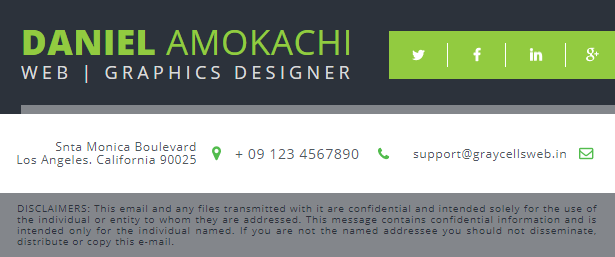 DANIEL AMOKACHI
WEB | GRAPHICS DESIGNER
Snta Monica Boulevard
Los Angeles. California 90025
+ 09 123 4567890
support@graycellsweb.in
DISCLAIMERS: This email and any files transmitted with it are confidential and intended solely for the use of
the individual or entity to whom they are addressed. This message contains confidential information and is
intended only for the individual named. If you are not the named addressee you should not disseminate,
distribute or copy this e-mail.